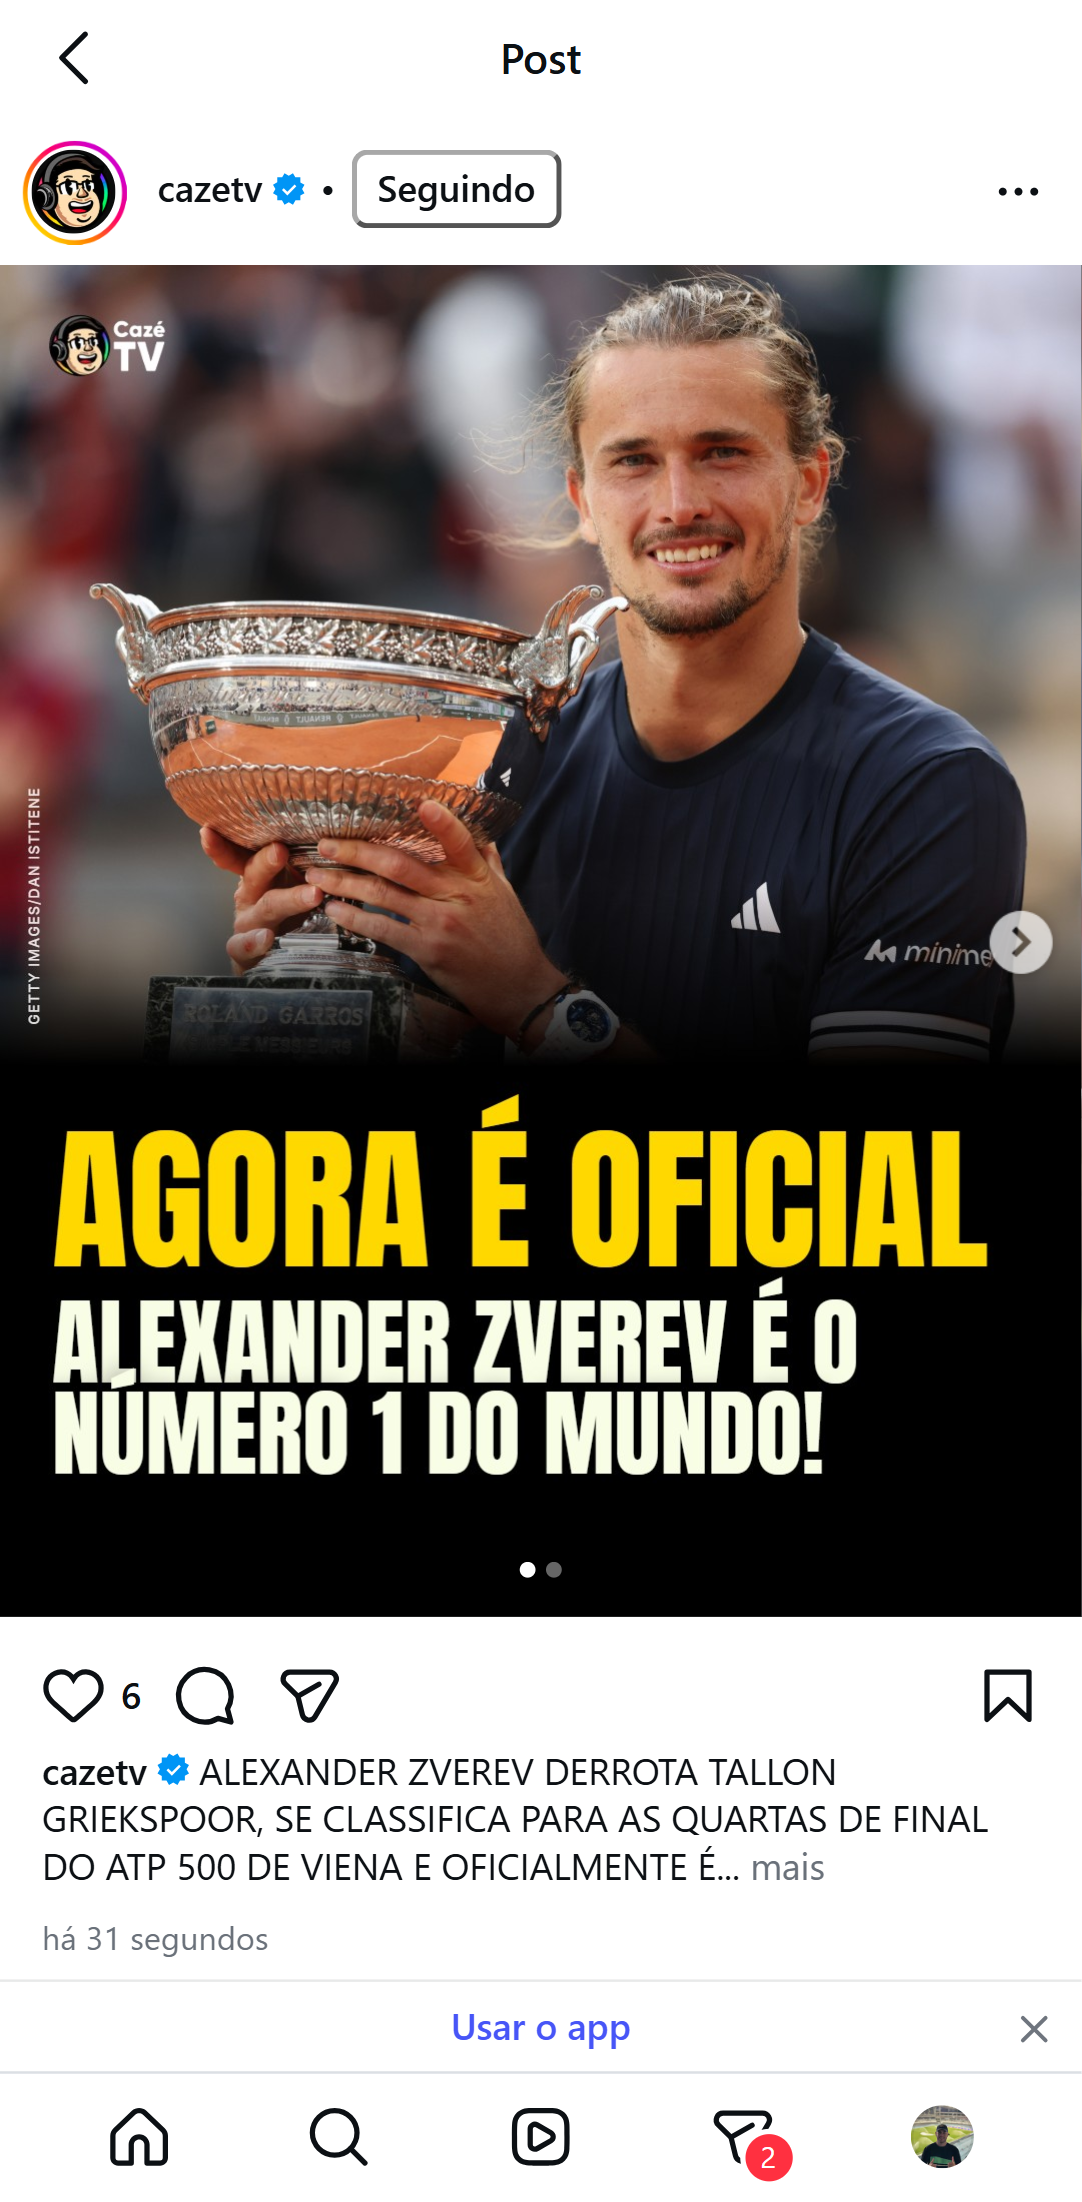 Post
cazetv • Seguindo
Cazé
TV
GETTY IMAGES/DAN ISTITENE
minime
ROLAND GARROS
SIMPLE MESSIEURS
AGORA É OFICIAL
ALEXANDER ZVEREV É O
NÚMERO 1 DO MUNDO!
6
cazetv ALEXANDER ZVEREV DERROTA TALLON
GRIEKSPOOR, SE CLASSIFICA PARA AS QUARTAS DE FINAL
DO ATP 500 DE VIENA E OFICIALMENTE É... mais
há 31 segundos
Usar o app
2